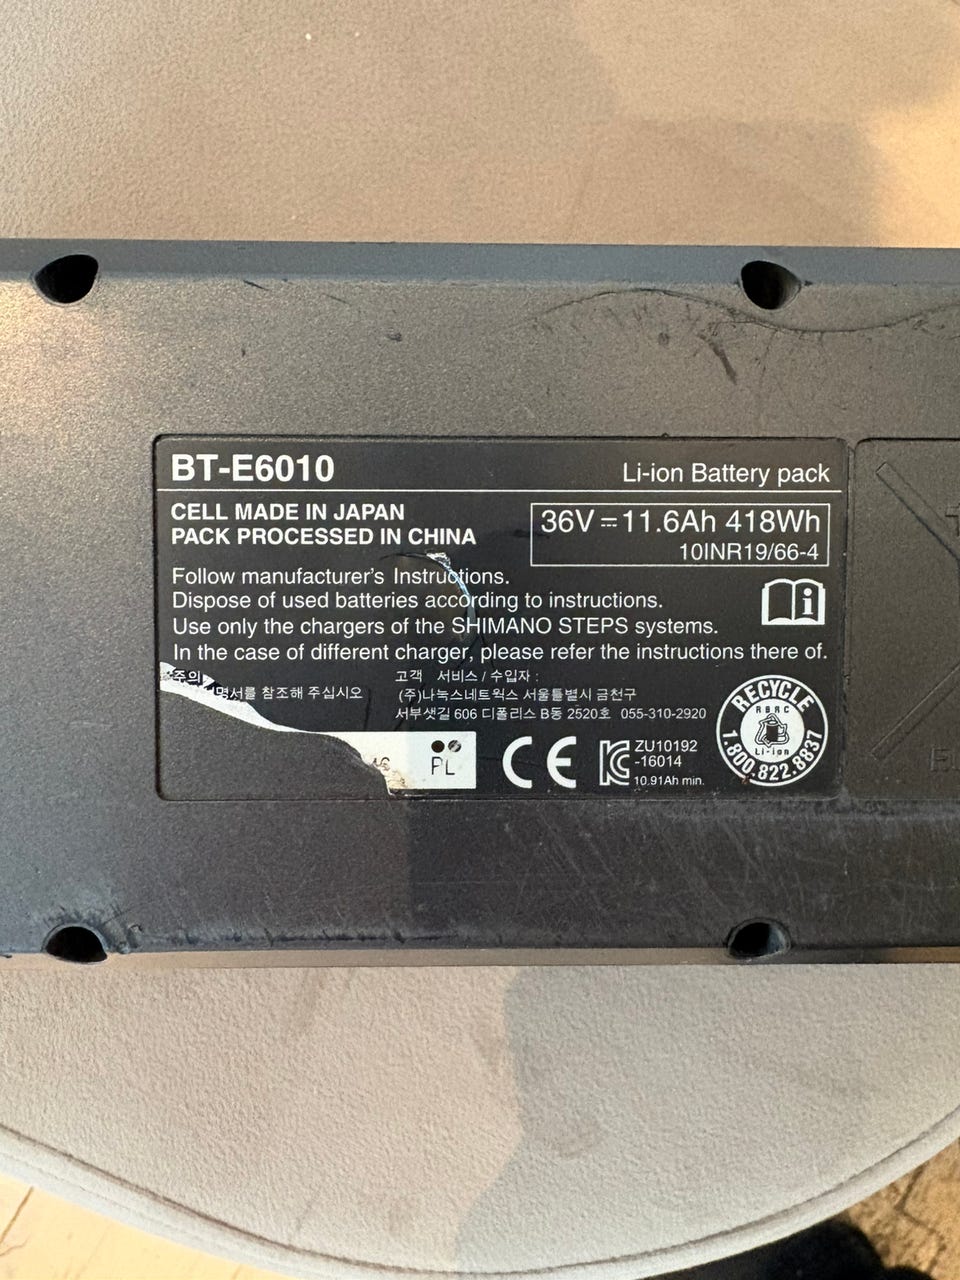 BT-E6010
Li-ion Battery pack
CELL MADE IN JAPAN
PACK PROCESSED IN CHINA
36V ⎓ 11.6Ah 418Wh
10INR19/66-4
Follow manufacturer's Instructions.
Dispose of used batteries according to instructions.
Use only the chargers of the SHIMANO STEPS systems.
In the case of different charger, please refer the instructions there of.
주의
명서를 참조해 주십시오
고객 서비스 / 수입자 :
(주)나눅스네트웍스 서울특별시 금천구
서부샛길 606 디폴리스 B동 2520호 055-310-2920
PL
CE
ZU10192
-16014
10.91Ah min.
RECYCLE
RBRC
Li-ion
1.800.822.8837